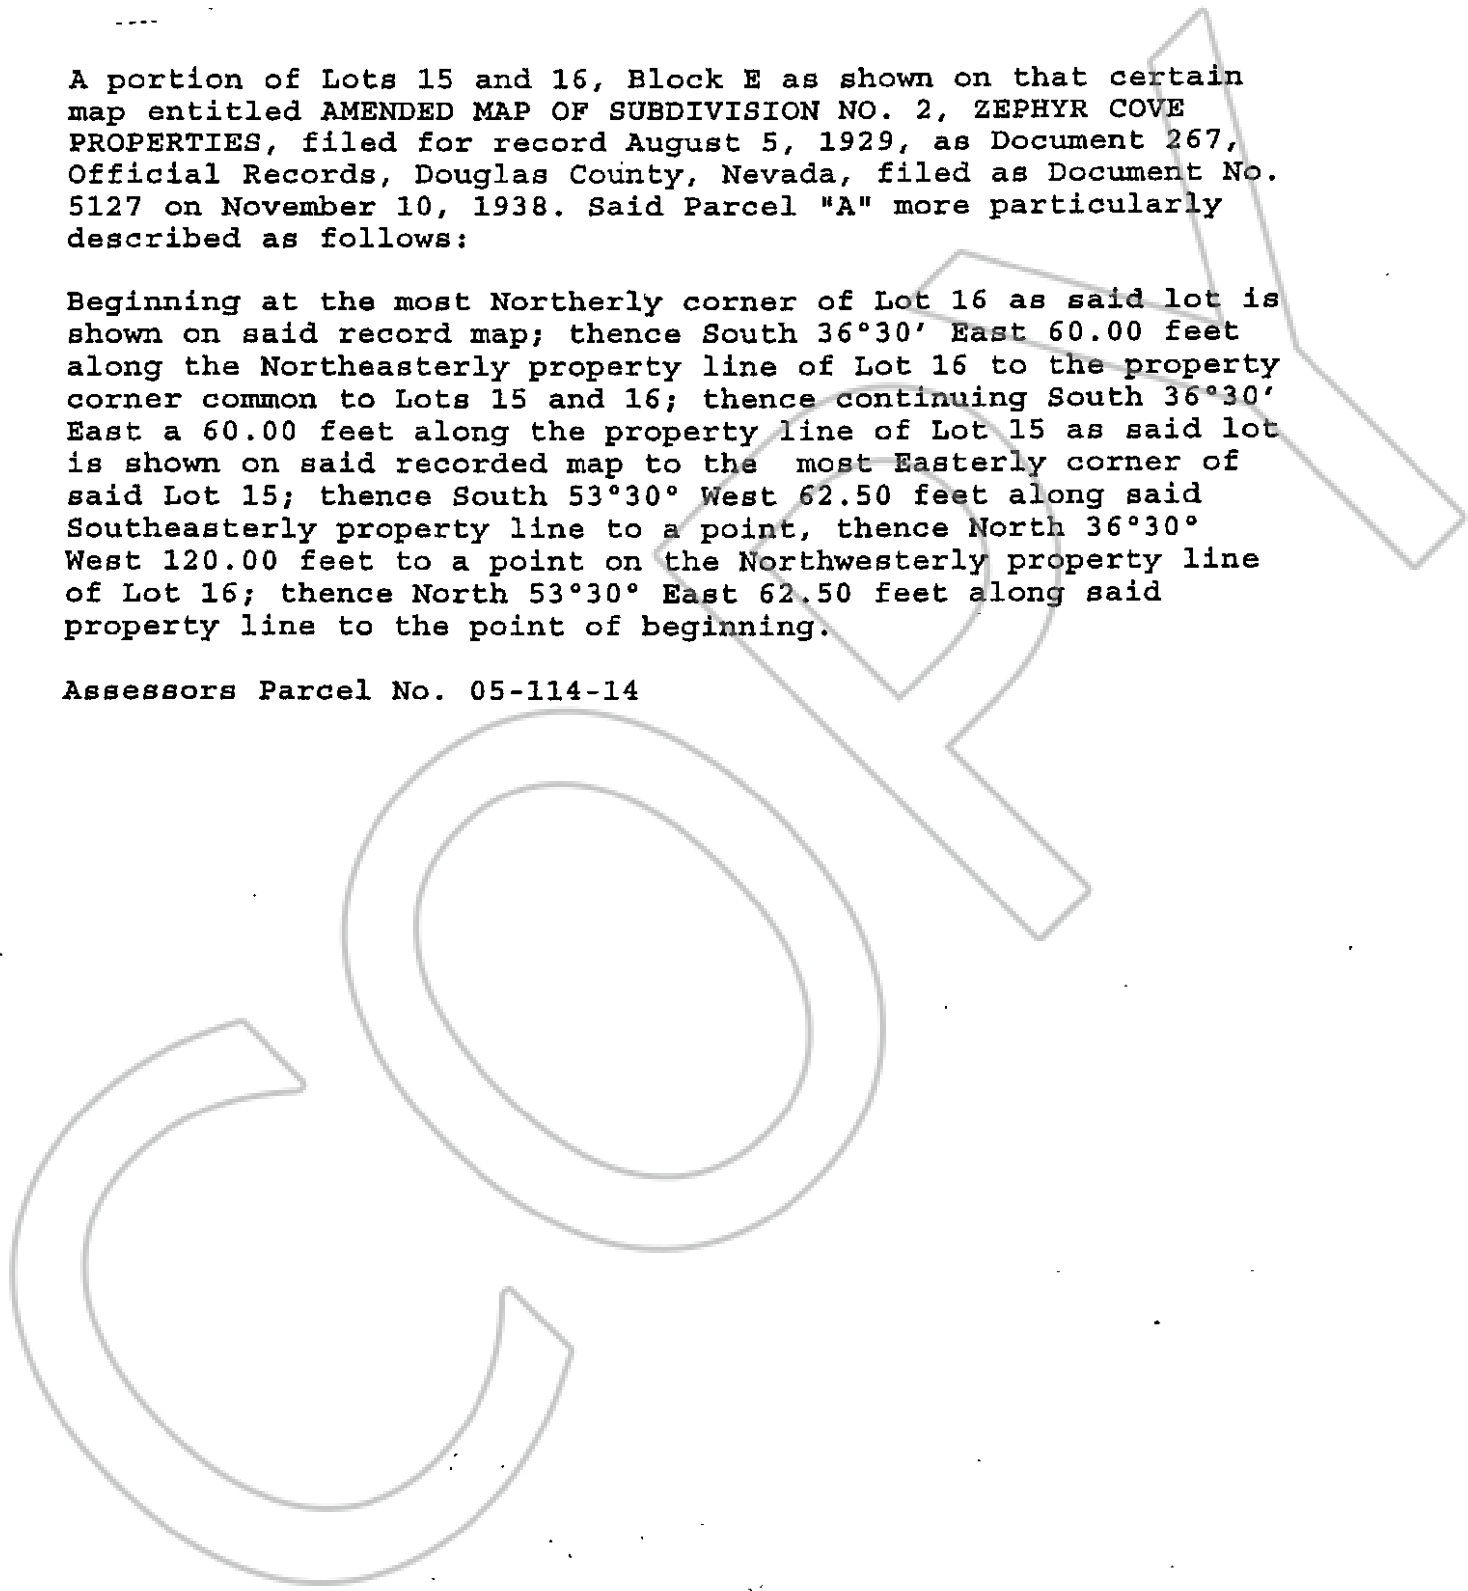 A portion of Lots 15 and 16, Block E as shown on that certain
map entitled AMENDED MAP OF SUBDIVISION NO. 2, ZEPHYR COVE
PROPERTIES, filed for record August 5, 1929, as Document 267,
Official Records, Douglas County, Nevada, filed as Document No.
5127 on November 10, 1938. Said Parcel "A" more particularly
described as follows:
Beginning at the most Northerly corner of Lot 16 as said lot is
shown on said record map; thence South 36°30' East 60.00 feet
along the Northeasterly property line of Lot 16 to the property
corner common to Lots 15 and 16; thence continuing South 36°30'
East a 60.00 feet along the property line of Lot 15 as said lot
is shown on said recorded map to the most Easterly corner of
said Lot 15; thence South 53°30° West 62.50 feet along said
Southeasterly property line to a point, thence North 36°30°
West 120.00 feet to a point on the Northwesterly property line
of Lot 16; thence North 53°30° East 62.50 feet along said
property line to the point of beginning.
Assessors Parcel No. 05-114-14
COPY